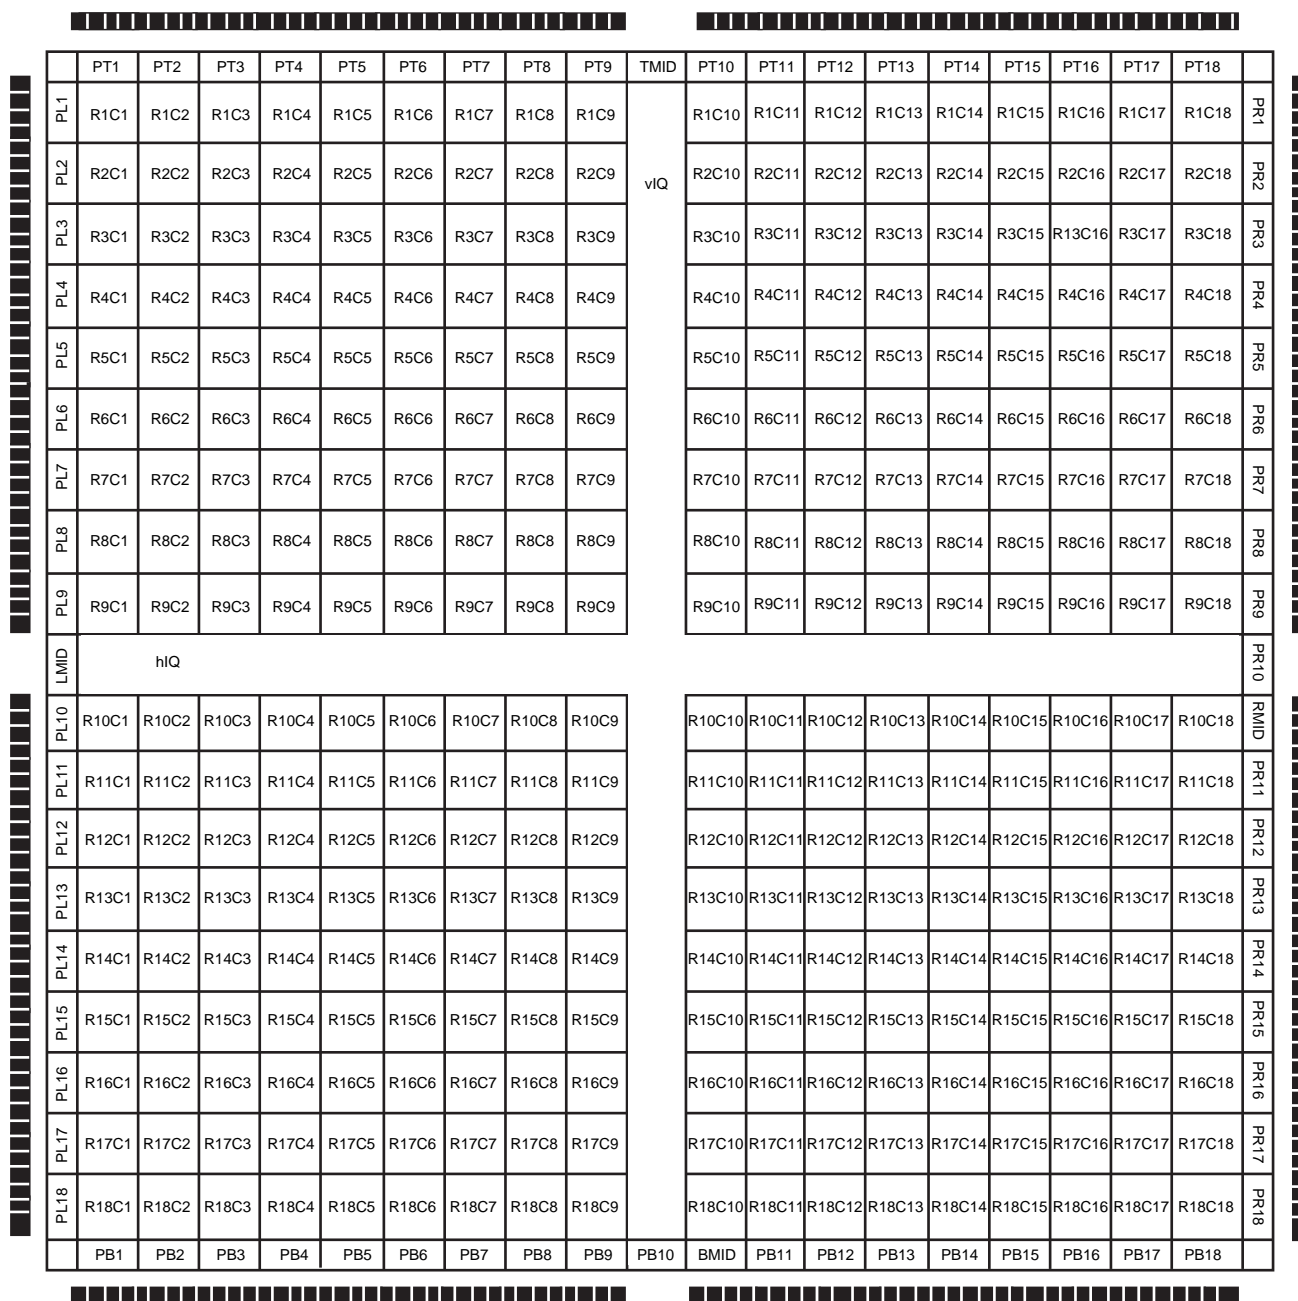 PT1 PT2 PT3 PT4 PT5 PT6 PT7 PT8 PT9 TMID PT10 PT11 PT12 PT13 PT14 PT15 PT16 PT17 PT18
PL1 R1C1 R1C2 R1C3 R1C4 R1C5 R1C6 R1C7 R1C8 R1C9 R1C10 R1C11 R1C12 R1C13 R1C14 R1C15 R1C16 R1C17 R1C18 PR1
PL2 R2C1 R2C2 R2C3 R2C4 R2C5 R2C6 R2C7 R2C8 R2C9 vIQ R2C10 R2C11 R2C12 R2C13 R2C14 R2C15 R2C16 R2C17 R2C18 PR2
PL3 R3C1 R3C2 R3C3 R3C4 R3C5 R3C6 R3C7 R3C8 R3C9 R3C10 R3C11 R3C12 R3C13 R3C14 R3C15 R13C16 R3C17 R3C18 PR3
PL4 R4C1 R4C2 R4C3 R4C4 R4C5 R4C6 R4C7 R4C8 R4C9 R4C10 R4C11 R4C12 R4C13 R4C14 R4C15 R4C16 R4C17 R4C18 PR4
PL5 R5C1 R5C2 R5C3 R5C4 R5C5 R5C6 R5C7 R5C8 R5C9 R5C10 R5C11 R5C12 R5C13 R5C14 R5C15 R5C16 R5C17 R5C18 PR5
PL6 R6C1 R6C2 R6C3 R6C4 R6C5 R6C6 R6C7 R6C8 R6C9 R6C10 R6C11 R6C12 R6C13 R6C14 R6C15 R6C16 R6C17 R6C18 PR6
PL7 R7C1 R7C2 R7C3 R7C4 R7C5 R7C6 R7C7 R7C8 R7C9 R7C10 R7C11 R7C12 R7C13 R7C14 R7C15 R7C16 R7C17 R7C18 PR7
PL8 R8C1 R8C2 R8C3 R8C4 R8C5 R8C6 R8C7 R8C8 R8C9 R8C10 R8C11 R8C12 R8C13 R8C14 R8C15 R8C16 R8C17 R8C18 PR8
PL9 R9C1 R9C2 R9C3 R9C4 R9C5 R9C6 R9C7 R9C8 R9C9 R9C10 R9C11 R9C12 R9C13 R9C14 R9C15 R9C16 R9C17 R9C18 PR9
LMID hIQ PR10
PL10 R10C1 R10C2 R10C3 R10C4 R10C5 R10C6 R10C7 R10C8 R10C9 R10C10 R10C11 R10C12 R10C13 R10C14 R10C15 R10C16 R10C17 R10C18 RMID
PL11 R11C1 R11C2 R11C3 R11C4 R11C5 R11C6 R11C7 R11C8 R11C9 R11C10 R11C11 R11C12 R11C13 R11C14 R11C15 R11C16 R11C17 R11C18 PR11
PL12 R12C1 R12C2 R12C3 R12C4 R12C5 R12C6 R12C7 R12C8 R12C9 R12C10 R12C11 R12C12 R12C13 R12C14 R12C15 R12C16 R12C17 R12C18 PR12
PL13 R13C1 R13C2 R13C3 R13C4 R13C5 R13C6 R13C7 R13C8 R13C9 R13C10 R13C11 R13C12 R13C13 R13C14 R13C15 R13C16 R13C17 R13C18 PR13
PL14 R14C1 R14C2 R14C3 R14C4 R14C5 R14C6 R14C7 R14C8 R14C9 R14C10 R14C11 R14C12 R14C13 R14C14 R14C15 R14C16 R14C17 R14C18 PR14
PL15 R15C1 R15C2 R15C3 R15C4 R15C5 R15C6 R15C7 R15C8 R15C9 R15C10 R15C11 R15C12 R15C13 R15C14 R15C15 R15C16 R15C17 R15C18 PR15
PL16 R16C1 R16C2 R16C3 R16C4 R16C5 R16C6 R16C7 R16C8 R16C9 R16C10 R16C11 R16C12 R16C13 R16C14 R16C15 R16C16 R16C17 R16C18 PR16
PL17 R17C1 R17C2 R17C3 R17C4 R17C5 R17C6 R17C7 R17C8 R17C9 R17C10 R17C11 R17C12 R17C13 R17C14 R17C15 R17C16 R17C17 R17C18 PR17
PL18 R18C1 R18C2 R18C3 R18C4 R18C5 R18C6 R18C7 R18C8 R18C9 R18C10 R18C11 R18C12 R18C13 R18C14 R18C15 R18C16 R18C17 R18C18 PR18
PB1 PB2 PB3 PB4 PB5 PB6 PB7 PB8 PB9 PB10 BMID PB11 PB12 PB13 PB14 PB15 PB16 PB17 PB18